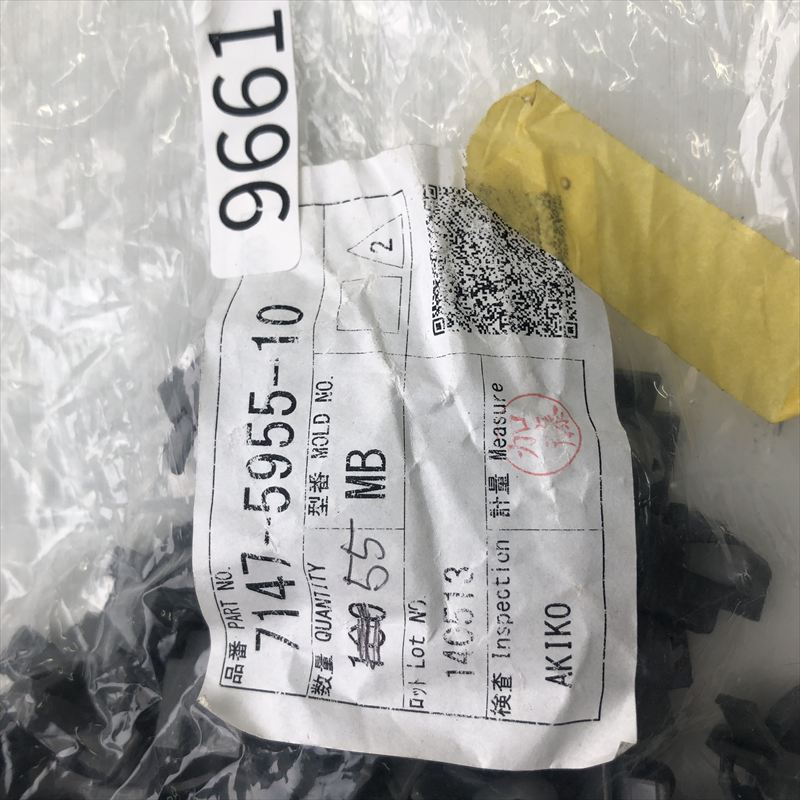 9661
品番 PART NO.
7147-5955-10
数量 QUANTITY
100 55
型番 MOLD NO.
MB
2
ロット Lot NO.
140513
検査 Inspection
AKIKO
計量 Measure